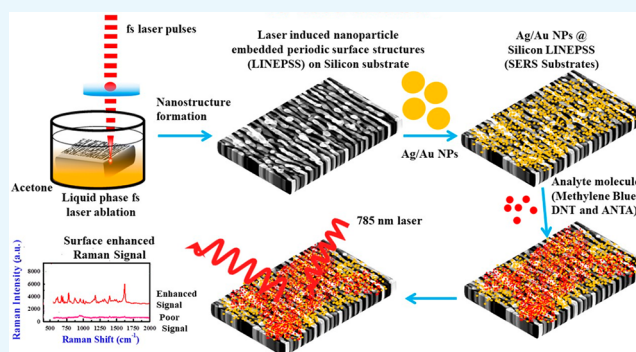 fs laser pulses
Laser induced nanoparticle
embedded periodic surface structures
(LINEPSS) on Silicon substrate
Ag/Au NPs @
Silicon LINEPSS
(SERS Substrates)
Nanostructure
formation
Ag/Au NPs
Acetone
Liquid phase fs
laser ablation
Analyte molecule
(Methylene Blue
DNT and ANTA)
785 nm laser
Surface enhanced
Raman Signal
Raman Intensity (a.u.)
8000
6000
4000
2000
0
Enhanced
Signal
Poor
Signal
500 750 1000 1250 1500 1750 2000
Raman Shift (cm-1)